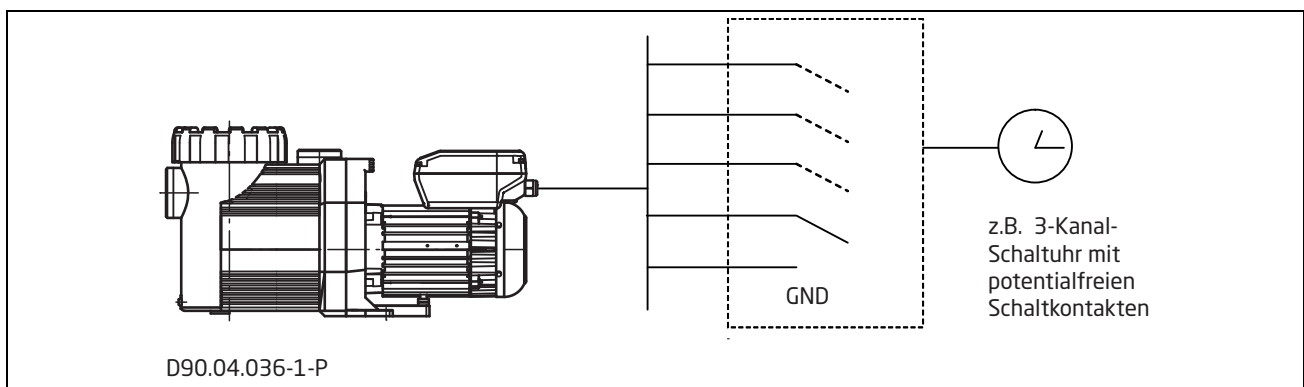 GND
z.B. 3-Kanal-
Schaltuhr mit
potentialfreien
Schaltkontakten
D90.04.036-1-P